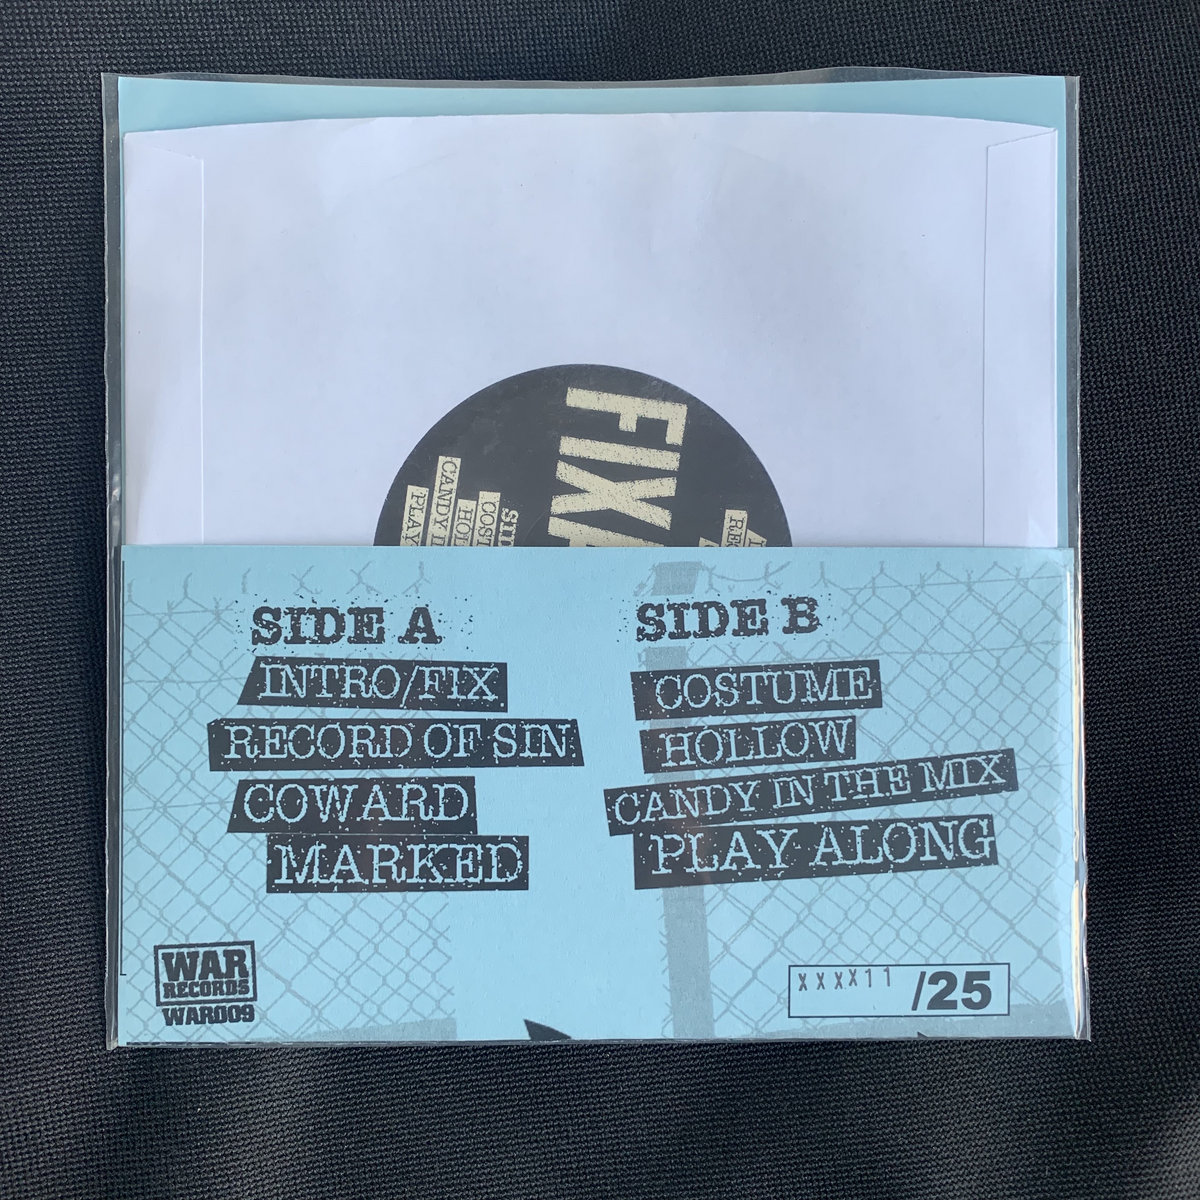 SIDE A
INTRO/FIX
RECORD OF SIN
COWARD
MARKED
SIDE B
COSTUME
HOLLOW
CANDY IN THE MIX
PLAY ALONG
WAR
RECORDS
WAR009
XXXX11 /25